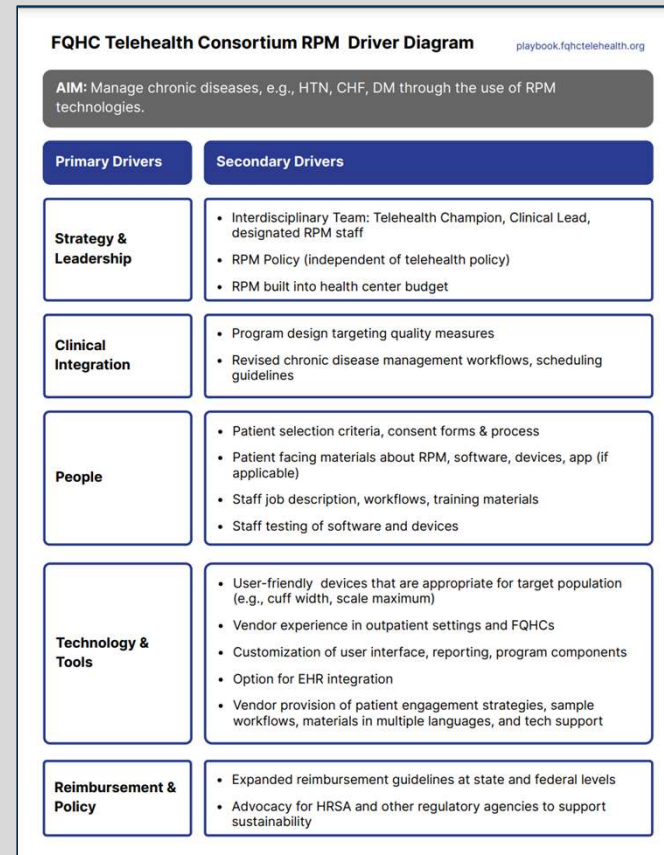 FQHC Telehealth Consortium RPM Driver Diagram
playbook.fqhctelehealth.org
AIM: Manage chronic diseases, e.g., HTN, CHF, DM through the use of RPM
technologies.
Primary Drivers
Secondary Drivers
Strategy &
Leadership
• Interdisciplinary Team: Telehealth Champion, Clinical Lead,
designated RPM staff
• RPM Policy (independent of telehealth policy)
• RPM built into health center budget
Clinical
Integration
• Program design targeting quality measures
• Revised chronic disease management workflows, scheduling
guidelines
People
• Patient selection criteria, consent forms & process
• Patient facing materials about RPM, software, devices, app (if
applicable)
• Staff job description, workflows, training materials
• Staff testing of software and devices
Technology &
Tools
• User-friendly devices that are appropriate for target population
(e.g., cuff width, scale maximum)
• Vendor experience in outpatient settings and FQHCs
• Customization of user interface, reporting, program components
• Option for EHR integration
• Vendor provision of patient engagement strategies, sample
workflows, materials in multiple languages, and tech support
Reimbursement &
Policy
• Expanded reimbursement guidelines at state and federal levels
• Advocacy for HRSA and other regulatory agencies to support
sustainability